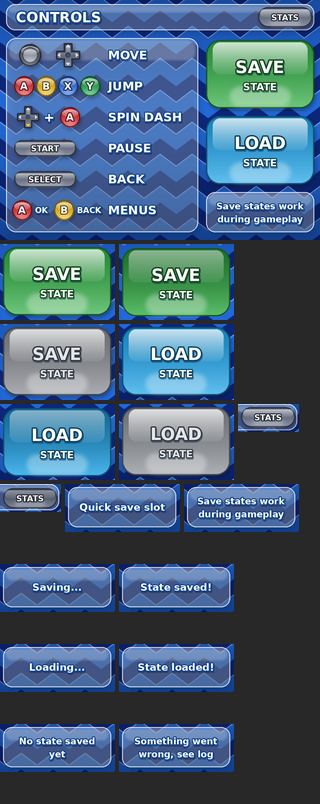 CONTROLS
STATS
MOVE
A B X Y JUMP
+ A SPIN DASH
START PAUSE
SELECT BACK
A OK B BACK MENUS
SAVE
STATE
LOAD
STATE
Save states work
during gameplay
SAVE
STATE
SAVE
STATE
SAVE
STATE
LOAD
STATE
LOAD
STATE
LOAD
STATE
STATS
STATS
Quick save slot
Save states work
during gameplay
Saving...
State saved!
Loading...
State loaded!
No state saved
yet
Something went
wrong, see log